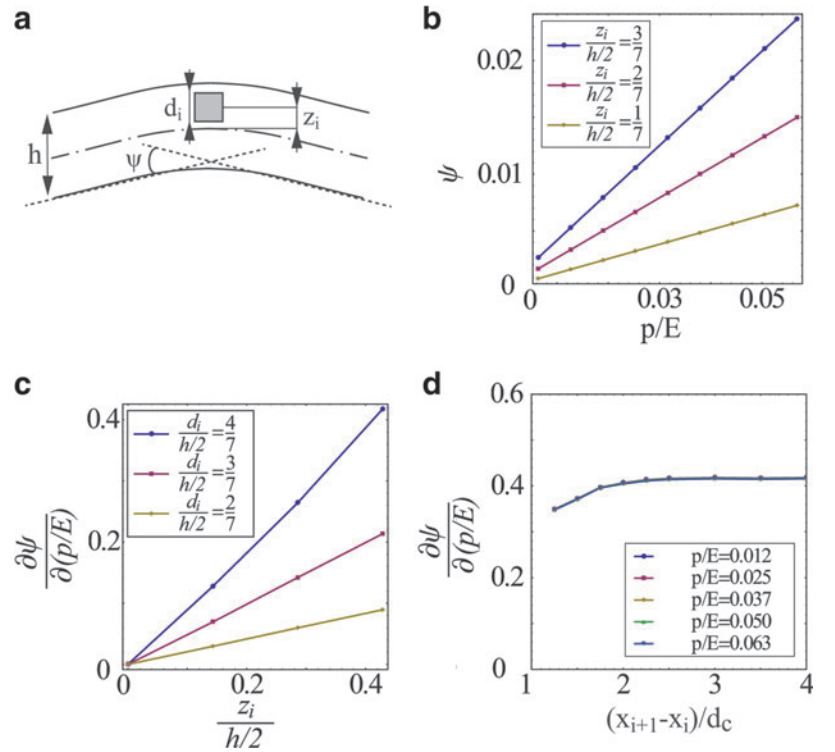 a
h
d_i
z_i
ψ
b
z_i/(h/2) = 3/7
z_i/(h/2) = 2/7
z_i/(h/2) = 1/7
ψ
0.02
0.01
0
0 0.03 0.05
p/E
c
d_i/(h/2) = 4/7
d_i/(h/2) = 3/7
d_i/(h/2) = 2/7
∂ψ/∂(p/E)
0.4
0.2
0
0 0.2 0.4
z_i/(h/2)
d
∂ψ/∂(p/E)
0.6
0.4
0.2
0
p/E=0.012
p/E=0.025
p/E=0.037
p/E=0.050
p/E=0.063
1 2 3 4
(x_{i+1}-x_i)/d_c